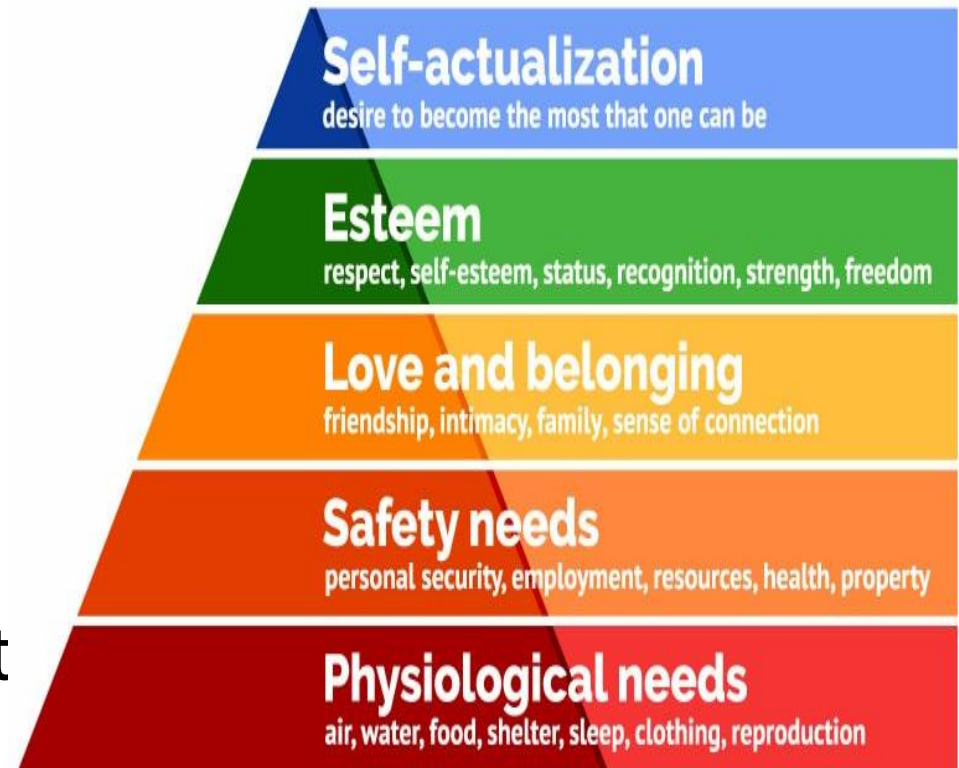 Self-actualization
desire to become the most that one can be
Esteem
respect, self-esteem, status, recognition, strength, freedom
Love and belonging
friendship, intimacy, family, sense of connection
Safety needs
personal security, employment, resources, health, property
t
Physiological needs
air, water, food, shelter, sleep, clothing, reproduction